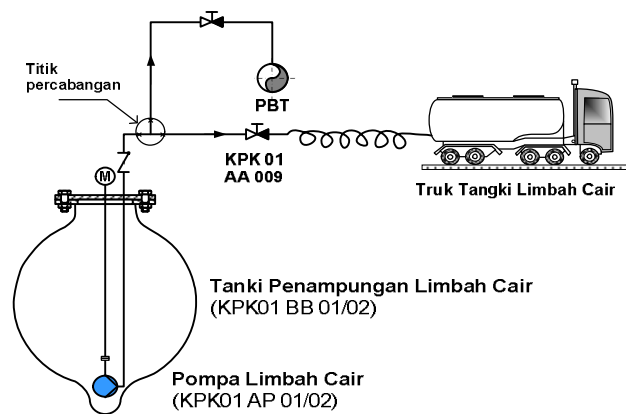 Titik
percabangan
PBT
KPK 01
AA 009
Truk Tangki Limbah Cair
M
Tanki Penampungan Limbah Cair
(KPK01 BB 01/02)
Pompa Limbah Cair
(KPK01 AP 01/02)